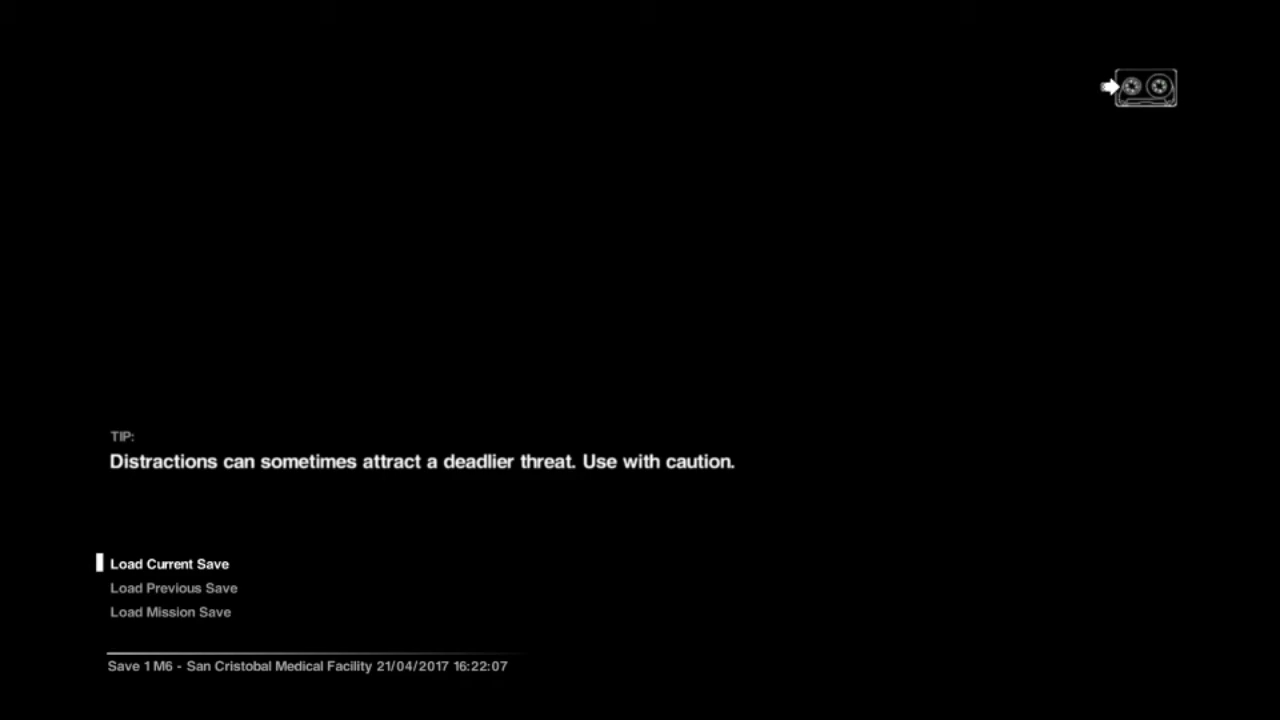 TIP:
Distractions can sometimes attract a deadlier threat. Use with caution.
Load Current Save
Load Previous Save
Load Mission Save
Save 1 M6 - San Cristobal Medical Facility 21/04/2017 16:22:07